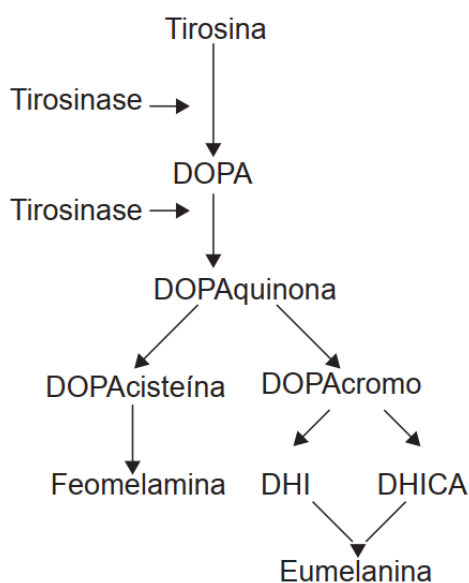 Tirosina
Tirosinase
DOPA
Tirosinase
DOPAquinona
DOPAcisteína DOPAcromo
Feomelamina DHI DHICA
Eumelanina